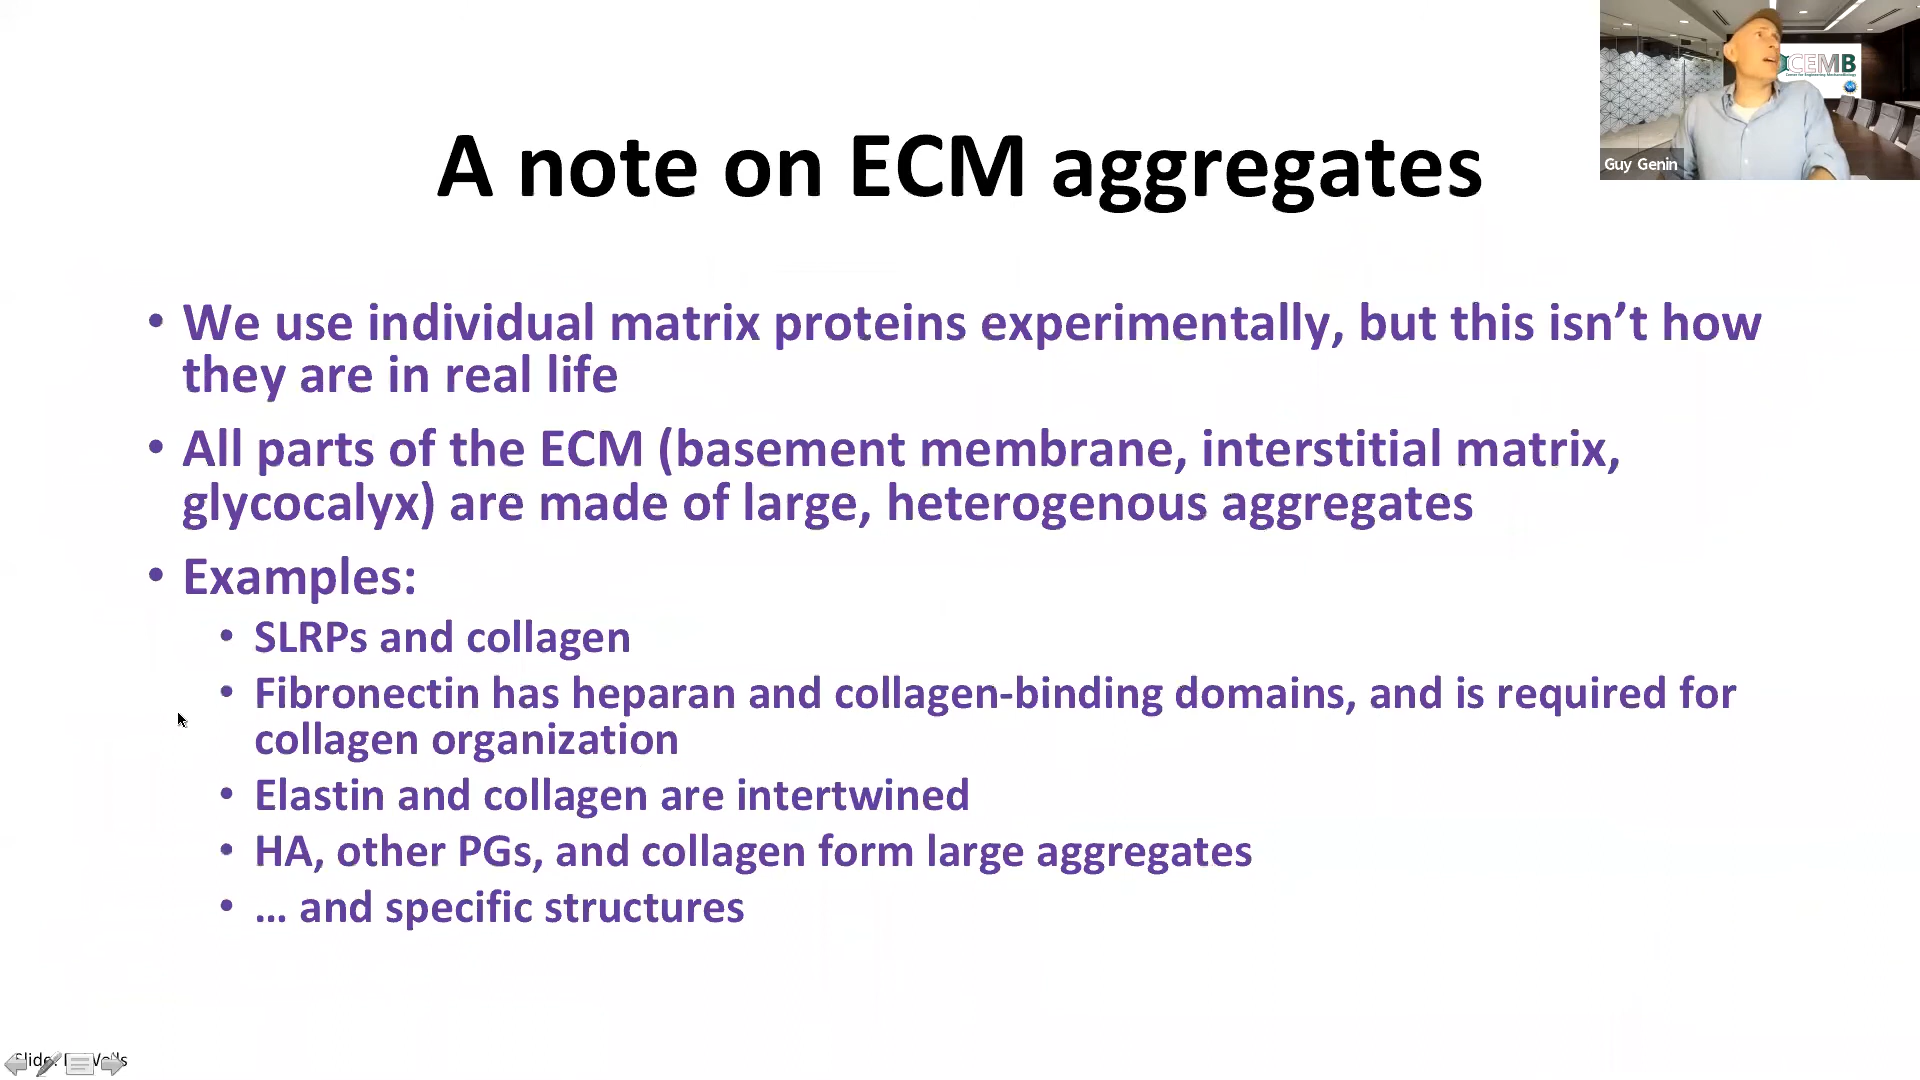 CEMB
Guy Genin
A note on ECM aggregates
• We use individual matrix proteins experimentally, but this isn’t how
they are in real life
• All parts of the ECM (basement membrane, interstitial matrix,
glycocalyx) are made of large, heterogenous aggregates
• Examples:
• SLRPs and collagen
• Fibronectin has heparan and collagen-binding domains, and is required for
collagen organization
• Elastin and collagen are intertwined
• HA, other PGs, and collagen form large aggregates
• … and specific structures
Slide: